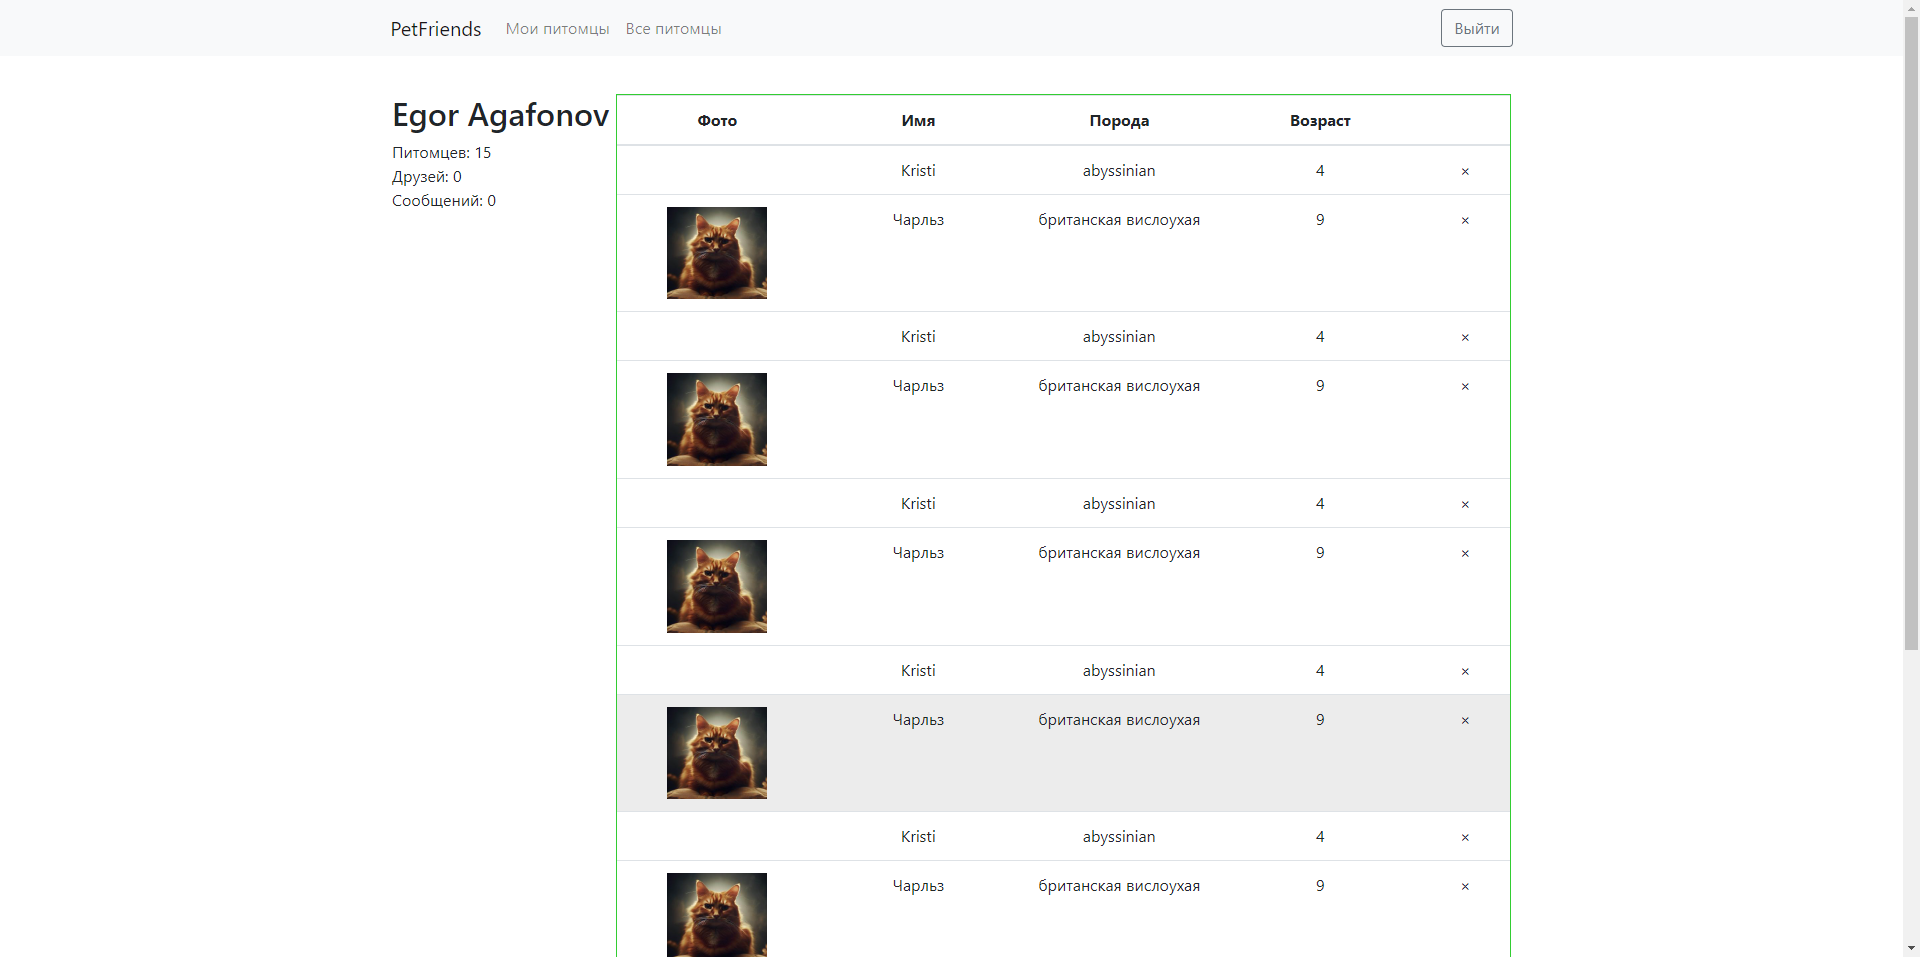 PetFriends Мои питомцы Все питомцы Выйти
Egor Agafonov
Питомцев: 15
Друзей: 0
Сообщений: 0
Фото Имя Порода Возраст
Kristi abyssinian 4 ×
Чарльз британская вислоухая 9 ×
Kristi abyssinian 4 ×
Чарльз британская вислоухая 9 ×
Kristi abyssinian 4 ×
Чарльз британская вислоухая 9 ×
Kristi abyssinian 4 ×
Чарльз британская вислоухая 9 ×
Kristi abyssinian 4 ×
Чарльз британская вислоухая 9 ×